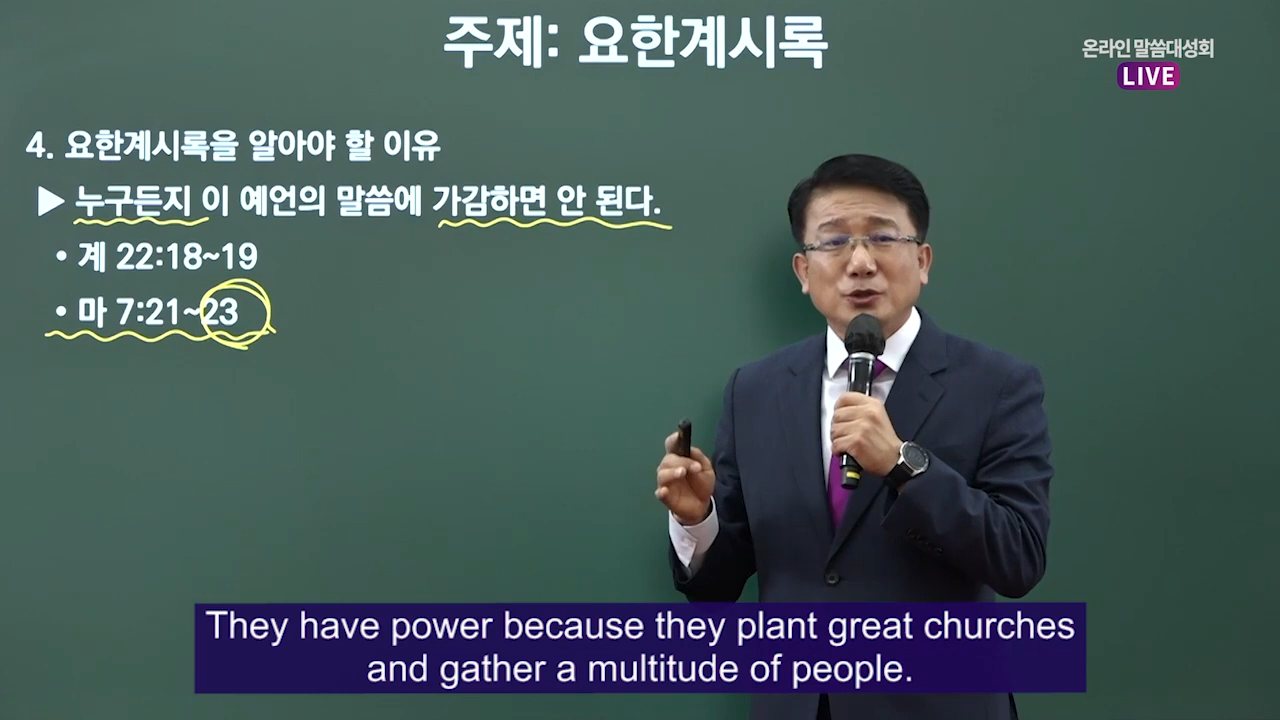 주제: 요한계시록
온라인 말씀대성회
LIVE
4. 요한계시록을 알아야 할 이유
▶ 누구든지 이 예언의 말씀에 가감하면 안 된다.
• 계 22:18~19
• 마 7:21~23
They have power because they plant great churches
and gather a multitude of people.